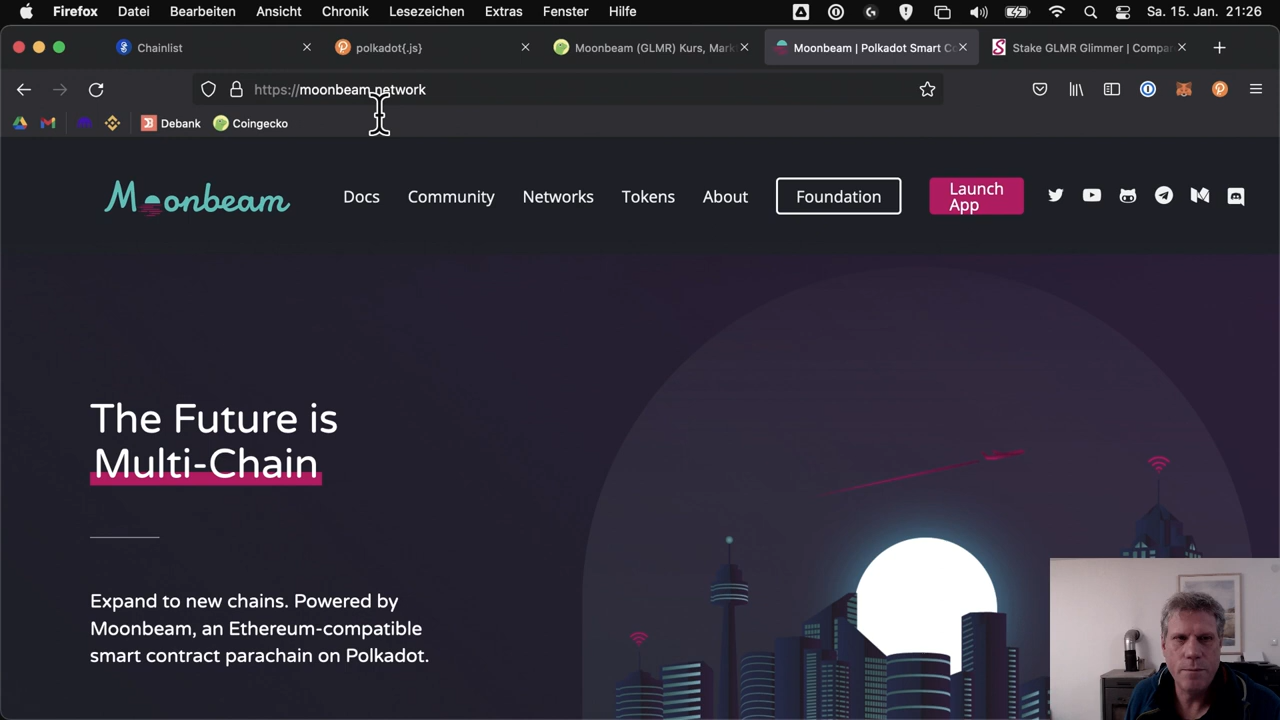 Firefox Datei Bearbeiten Ansicht Chronik Lesezeichen Extras Fenster Hilfe Sa. 15. Jan. 21:26
Chainlist polkadot{.js} Moonbeam (GLMR) Kurs, Mark Moonbeam | Polkadot Smart Co Stake GLMR Glimmer | Compa
https://moonbeam.network
Debank Coingecko
Moonbeam Docs Community Networks Tokens About Foundation Launch App
The Future is
Multi-Chain
Expand to new chains. Powered by
Moonbeam, an Ethereum-compatible
smart contract parachain on Polkadot.